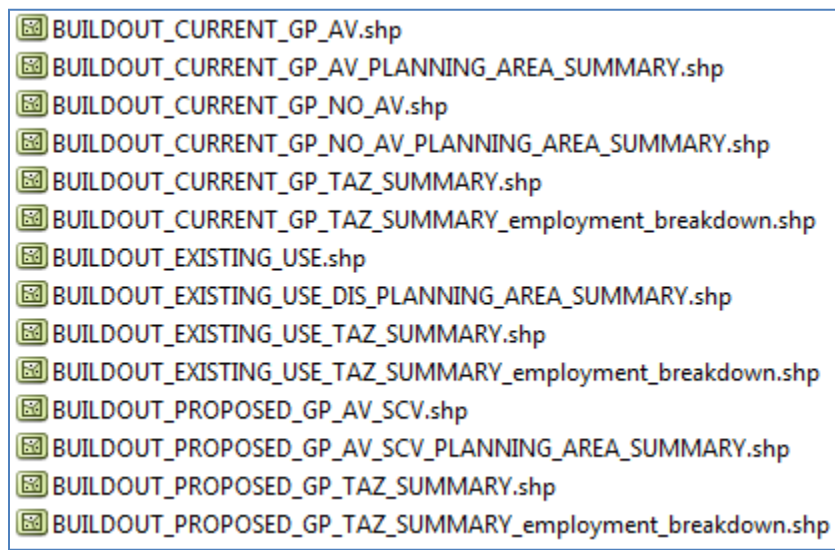 BUILDOUT_CURRENT_GP_AV.shp
BUILDOUT_CURRENT_GP_AV_PLANNING_AREA_SUMMARY.shp
BUILDOUT_CURRENT_GP_NO_AV.shp
BUILDOUT_CURRENT_GP_NO_AV_PLANNING_AREA_SUMMARY.shp
BUILDOUT_CURRENT_GP_TAZ_SUMMARY.shp
BUILDOUT_CURRENT_GP_TAZ_SUMMARY_employment_breakdown.shp
BUILDOUT_EXISTING_USE.shp
BUILDOUT_EXISTING_USE_DIS_PLANNING_AREA_SUMMARY.shp
BUILDOUT_EXISTING_USE_TAZ_SUMMARY.shp
BUILDOUT_EXISTING_USE_TAZ_SUMMARY_employment_breakdown.shp
BUILDOUT_PROPOSED_GP_AV_SCV.shp
BUILDOUT_PROPOSED_GP_AV_SCV_PLANNING_AREA_SUMMARY.shp
BUILDOUT_PROPOSED_GP_TAZ_SUMMARY.shp
BUILDOUT_PROPOSED_GP_TAZ_SUMMARY_employment_breakdown.shp